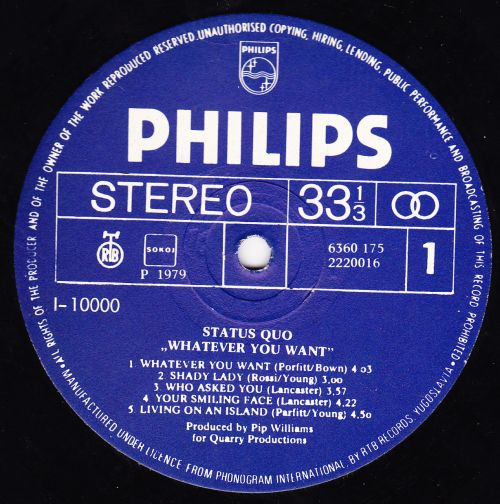 ALL RIGHTS OF THE PRODUCER AND OF THE OWNER OF THE WORK REPRODUCED RESERVED. UNAUTHORISED COPYING, HIRING, LENDING, PUBLIC PERFORMANCE AND BROADCASTING OF THIS RECORD PROHIBITED •
PHILIPS
PHILIPS
STEREO 33 1/3
RTB SOKOJ
P 1979
6360 175
2220016
1
I-10000
STATUS QUO
„WHATEVER YOU WANT"
1 WHATEVER YOU WANT (Porfitt/Bown) 4 03
2. SHADY LADY (Rossi/Young) 3,00
3. WHO ASKED YOU (Lancaster) 3,57
4 YOUR SMILING FACE (Lancaster) 4.22
5 LIVING ON AN ISLAND (Parfitt/Young) 4,50
Produced by Pip Williams
for Quarry Productions
MANUFACTURED UNDER LICENCE FROM PHONOGRAM INTERNATIONAL, BY RTB RECORDS, YUGOSLAVIA